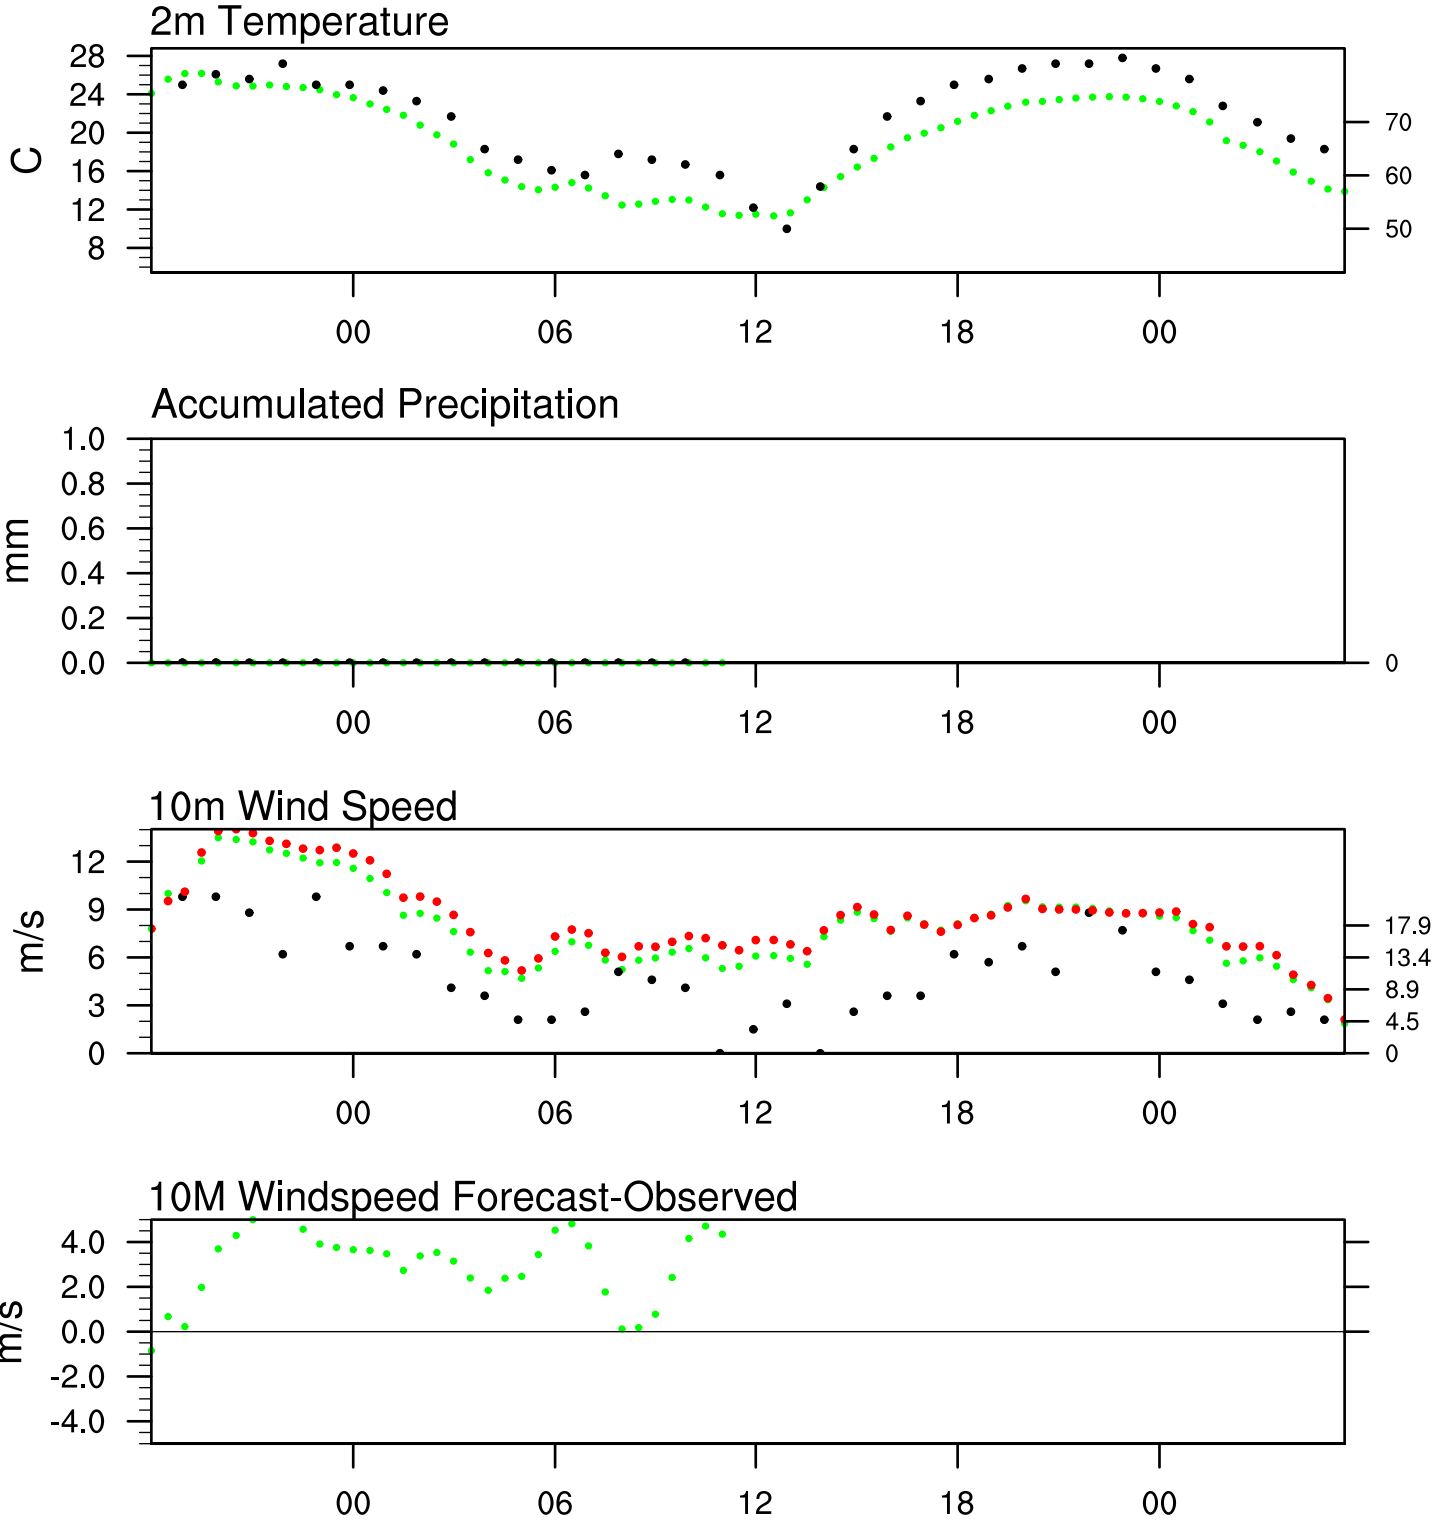 2m Temperature
28
24
20
16
12
8
C
70
60
50
00 06 12 18 00
Accumulated Precipitation
1.0
0.8
0.6
0.4
0.2
0.0
mm
0
00 06 12 18 00
10m Wind Speed
12
9
6
3
0
m/s
17.9
13.4
8.9
4.5
0
00 06 12 18 00
10M Windspeed Forecast-Observed
4.0
2.0
0.0
-2.0
-4.0
m/s
00 06 12 18 00